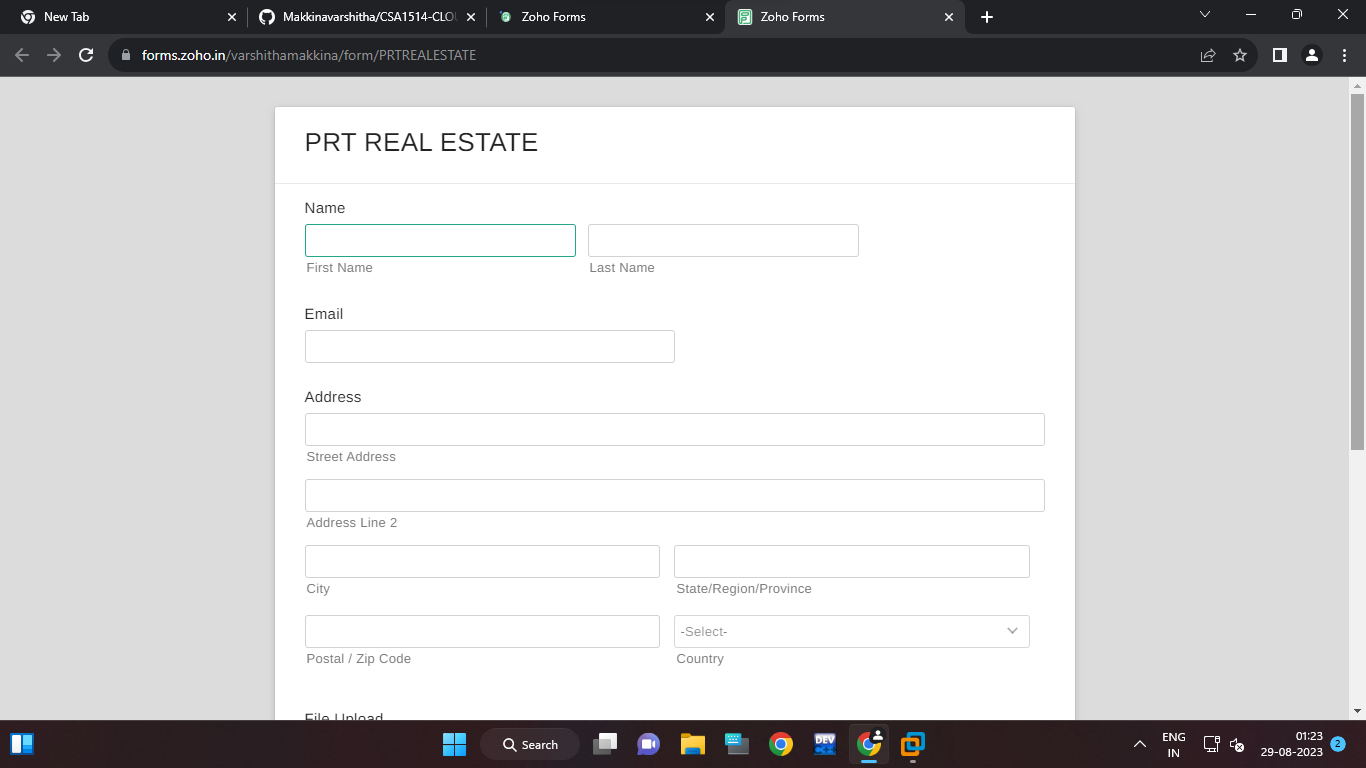 New Tab
Makkinavarshitha/CSA1514-CLOU
Zoho Forms
Zoho Forms
forms.zoho.in/varshithamakkina/form/PRTREALESTATE
PRT REAL ESTATE
Name
First Name
Last Name
Email
Address
Street Address
Address Line 2
City
State/Region/Province
-Select-
Postal / Zip Code
Country
File Upload
Search
DEV
ENG
IN
01:23
29-08-2023
2